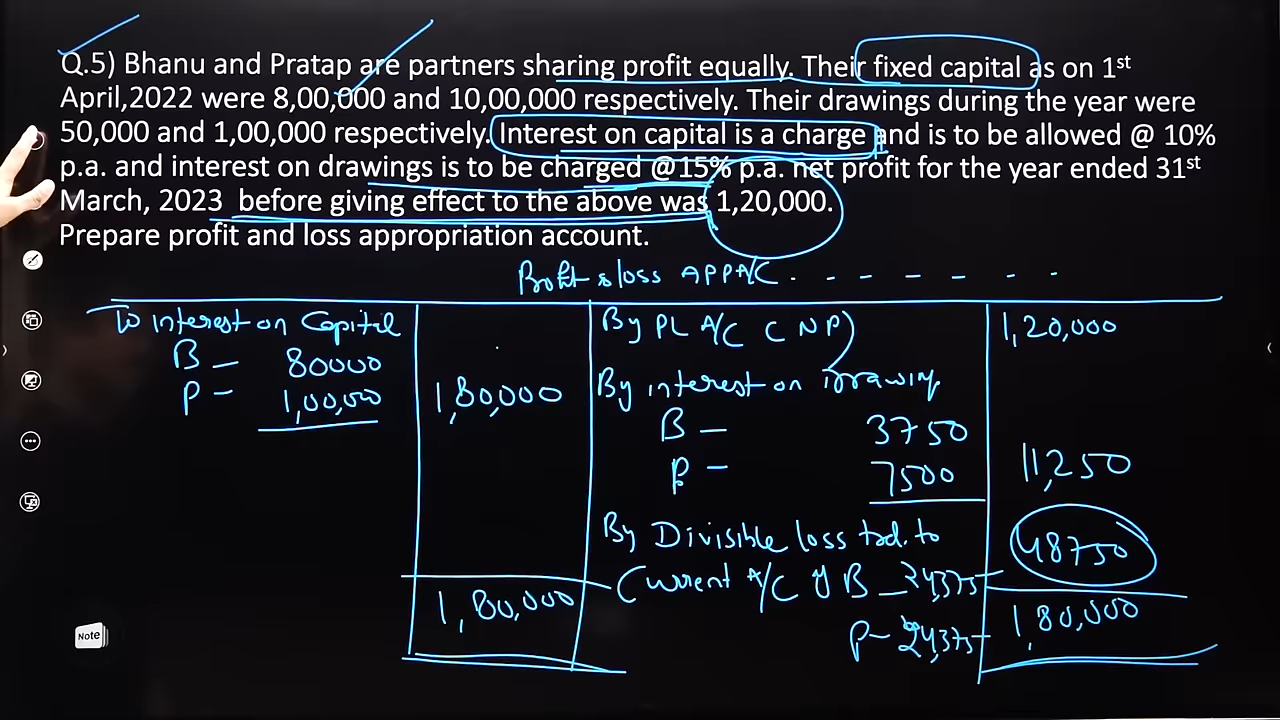 Q.5) Bhanu and Pratap are partners sharing profit equally. Their fixed capital as on 1st
April,2022 were 8,00,000 and 10,00,000 respectively. Their drawings during the year were
50,000 and 1,00,000 respectively. Interest on capital is a charge and is to be allowed @ 10%
p.a. and interest on drawings is to be charged @15% p.a. net profit for the year ended 31st
March, 2023 before giving effect to the above was 1,20,000.
Prepare profit and loss appropriation account.
Profit & loss APP A/C - - - - - - -
To interest on Capital
B - 80000
P - 1,00,000 1,80,000
1,80,000
By PL A/C ( NP) 1,20,000
By interest on Drawing
B - 3750
P - 7500 11,250
By Divisible loss tad. to 48750
Current A/C of B - 24,375
P - 24,375 1,80,000
Note